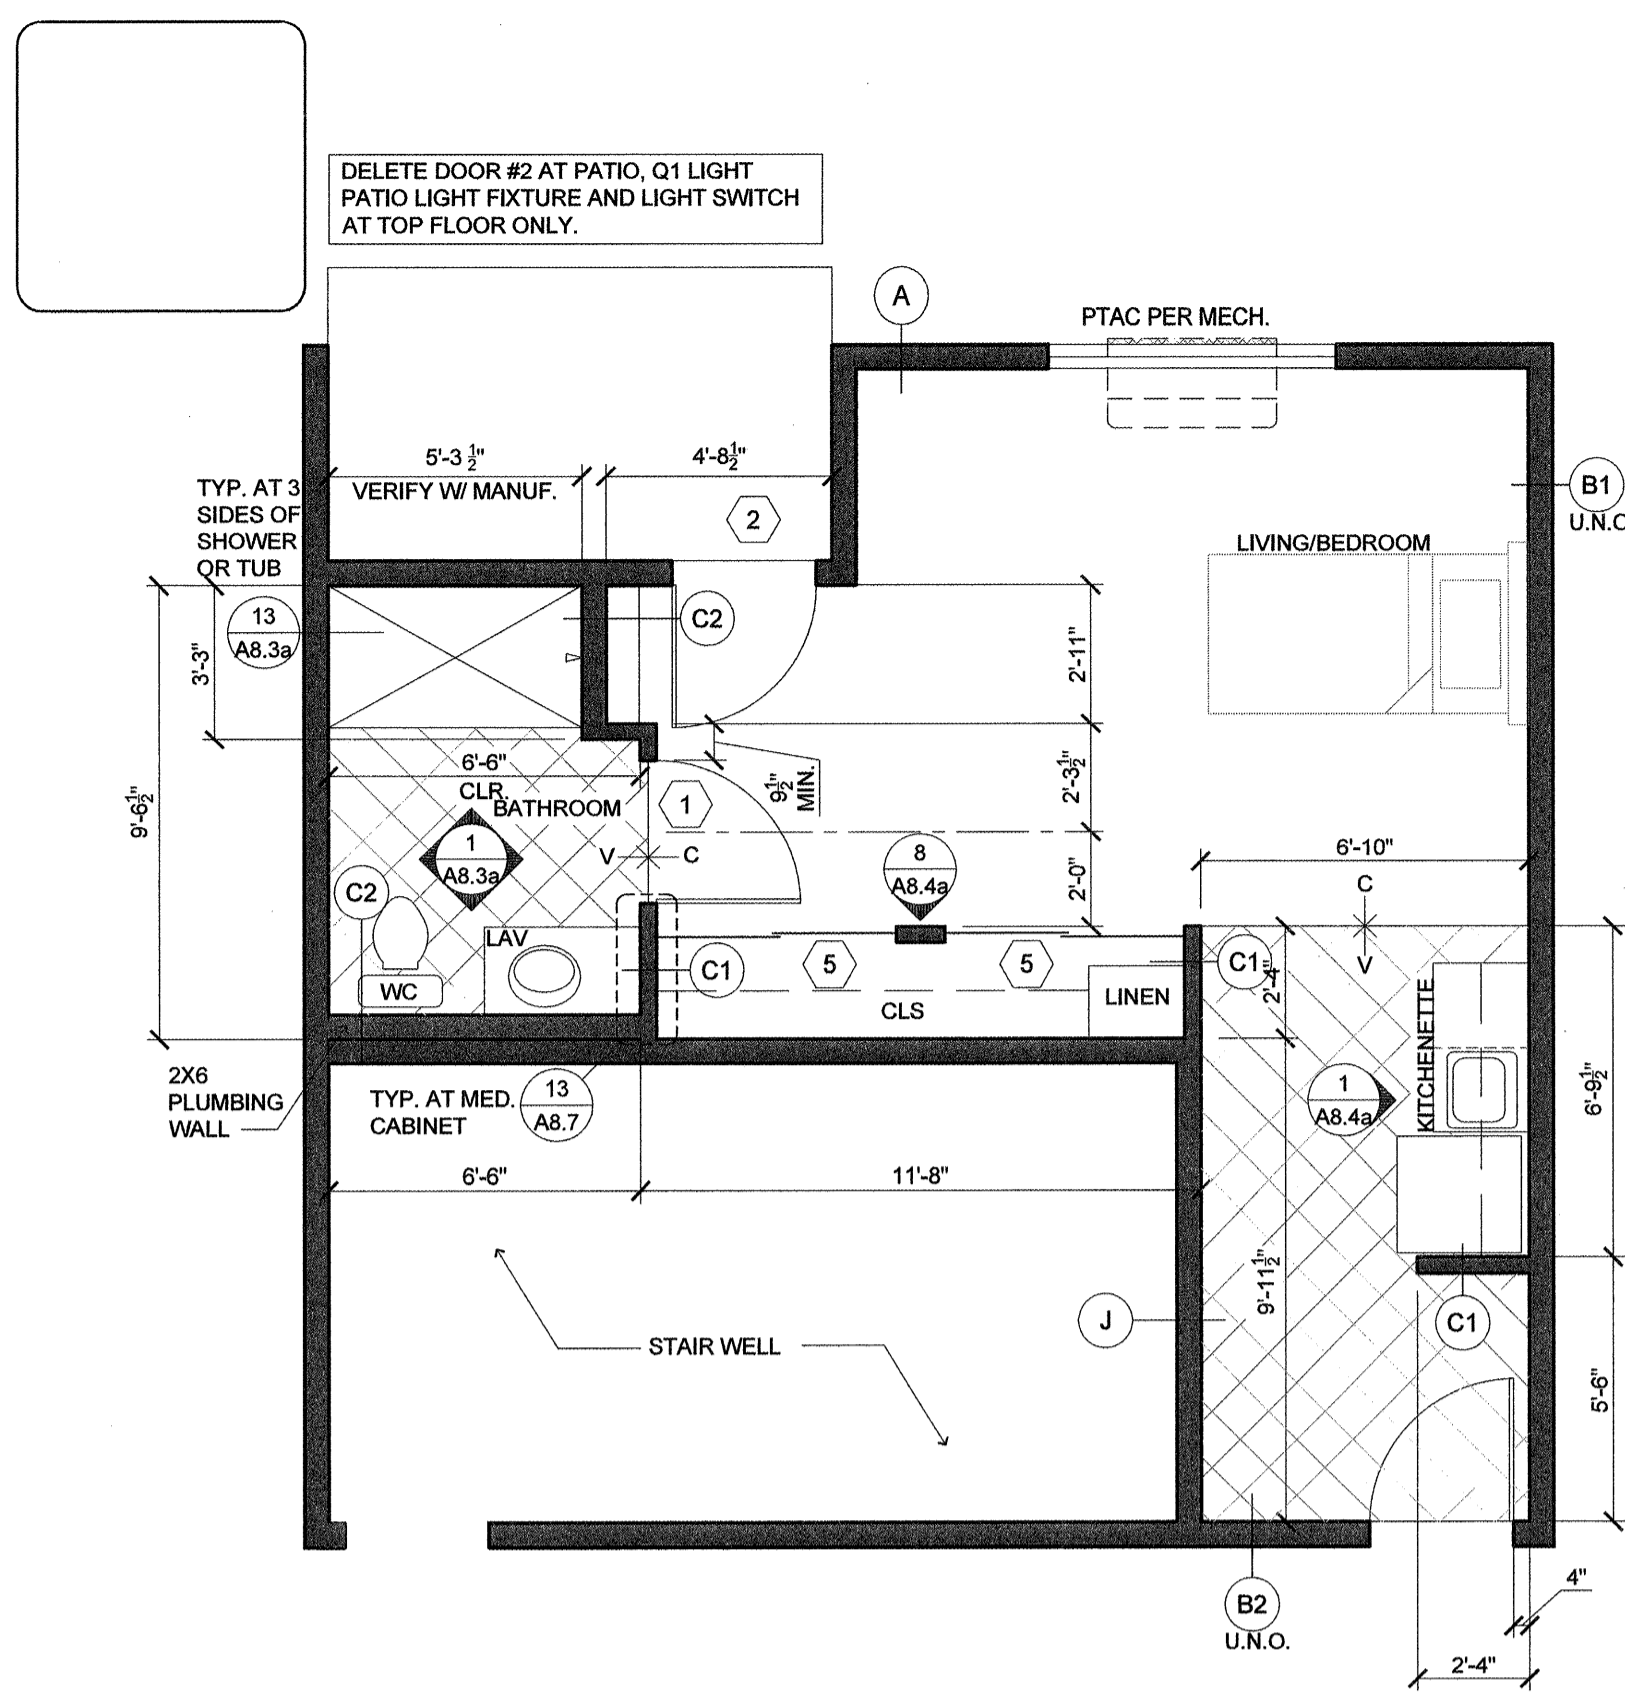 DELETE DOOR #2 AT PATIO, Q1 LIGHT
PATIO LIGHT FIXTURE AND LIGHT SWITCH
AT TOP FLOOR ONLY.
A
PTAC PER MECH.
5'-3 1/2"
VERIFY W/ MANUF.
4'-8 1/2"
2
TYP. AT 3
SIDES OF
SHOWER
OR TUB
B1
U.N.O
LIVING/BEDROOM
13
A8.3a
C2
3'-3"
2'-11"
9'-6 1/2"
6'-6"
CLR.
BATHROOM
1
9 1/2"
MIN.
2'-3 1/2"
1
A8.3a
V
C
8
A8.4a
2'-0"
6'-10"
C
V
C2
LAV
WC
C1
5
5
CLS
LINEN
C1
2'-4"
KITCHENETTE
6'-9 1/2"
1
A8.4a
2X6
PLUMBING
WALL
TYP. AT MED.
CABINET
13
A8.7
6'-6"
11'-8"
9'-11 1/2"
J
C1
STAIR WELL
5'-6"
B2
U.N.O.
4"
2'-4"